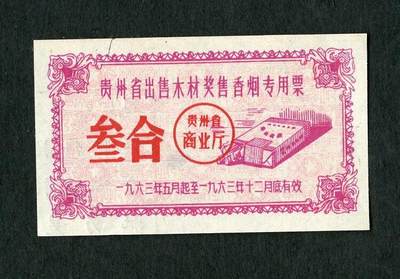 贵州省出售木材奖售香烟专用票
叁合
贵州省
商业厅
一九六三年五月起至一九六三年十二月底有效